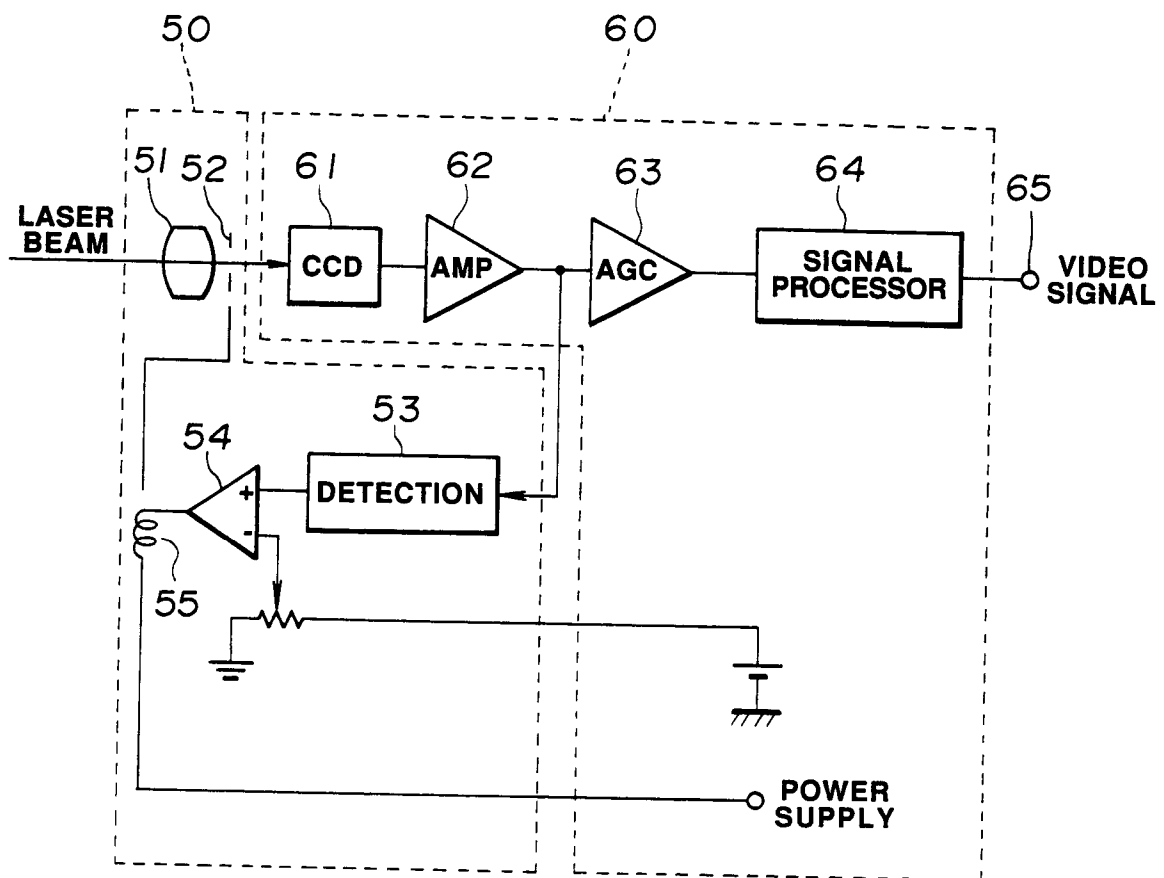 50
60
51
52
61
62
63
64
65
LASER
BEAM
CCD
AMP
AGC
SIGNAL
PROCESSOR
VIDEO
SIGNAL
53
54
+
DETECTION
-
55
POWER
SUPPLY